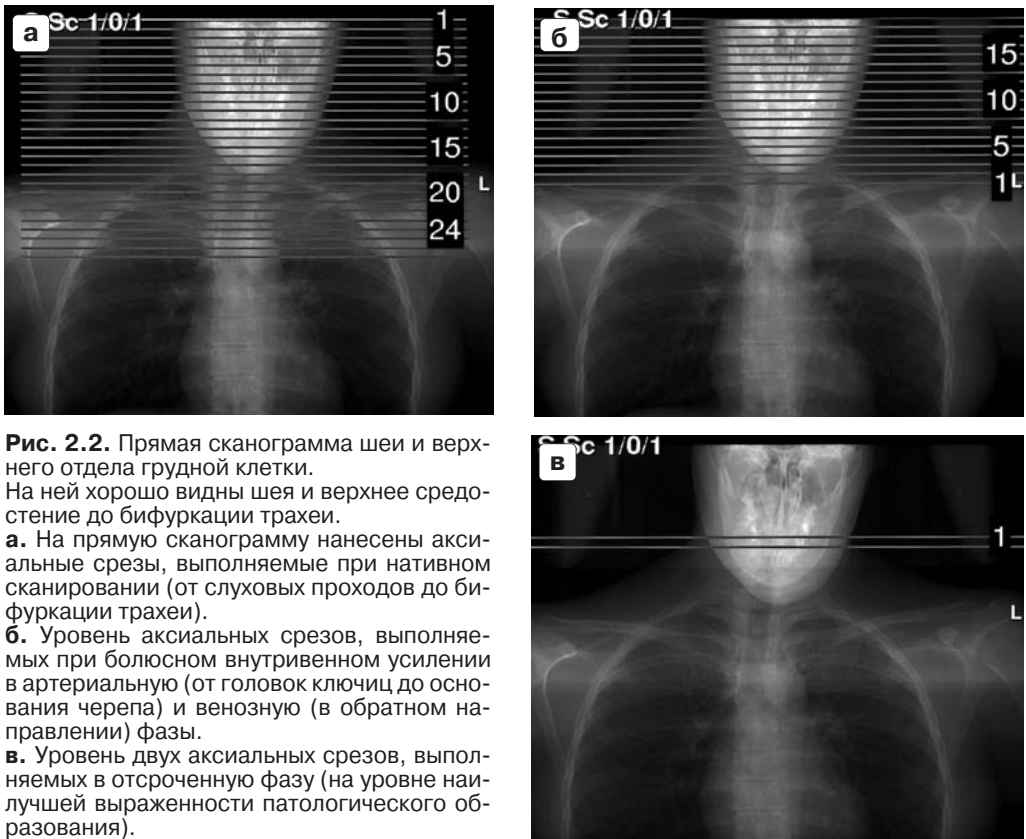 а
Sc 1/0/1
1
5
10
15
20
24
L
б
S Sc 1/0/1
15
10
5
1
L
Рис. 2.2. Прямая сканограмма шеи и верх-
него отдела грудной клетки.
На ней хорошо видны шея и верхнее средо-
стение до бифуркации трахеи.
а. На прямую сканограмму нанесены акси-
альные срезы, выполняемые при нативном
сканировании (от слуховых проходов до би-
фуркации трахеи).
б. Уровень аксиальных срезов, выполняе-
мых при болюсном внутривенном усилении
в артериальную (от головок ключиц до осно-
вания черепа) и венозную (в обратном на-
правлении) фазы.
в. Уровень двух аксиальных срезов, выпол-
няемых в отсроченную фазу (на уровне наи-
лучшей выраженности патологического об-
разования).
в
S Sc 1/0/1
1
L